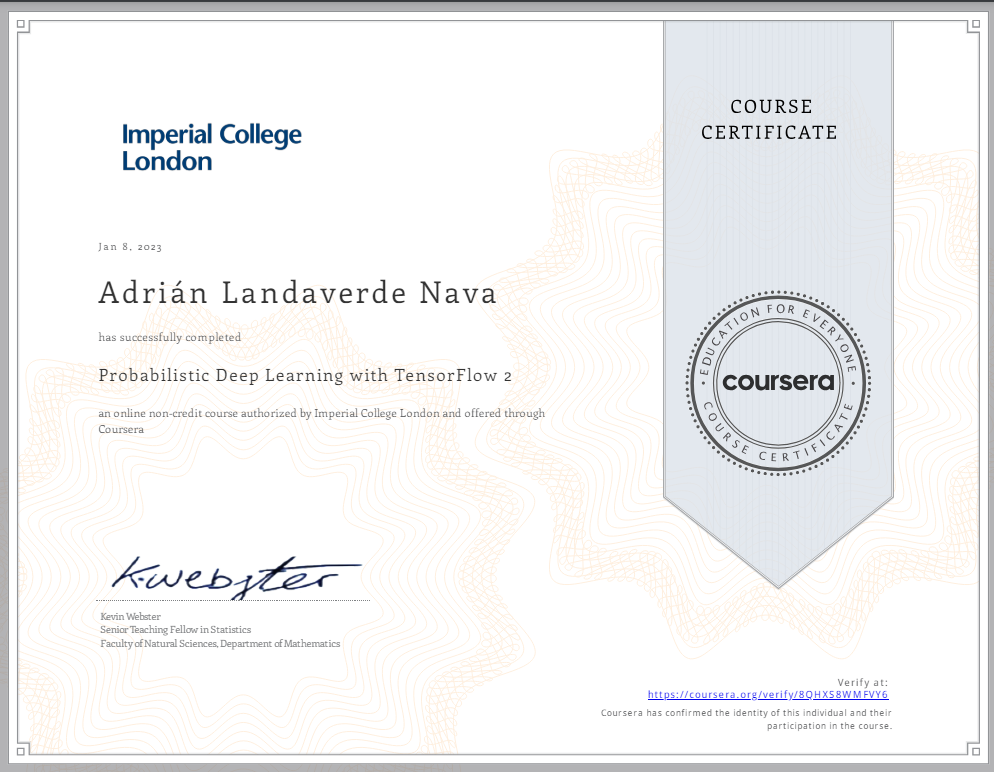 COURSE
CERTIFICATE
Imperial College
London
Jan 8, 2023
Adrián Landaverde Nava
has successfully completed
Probabilistic Deep Learning with TensorFlow 2
an online non-credit course authorized by Imperial College London and offered through
Coursera
EDUCATION FOR EVERYONE
coursera
COURSE CERTIFICATE
K.webster
Kevin Webster
Senior Teaching Fellow in Statistics
Faculty of Natural Sciences, Department of Mathematics
Verify at:
https://coursera.org/verify/8QHXS8WMFVY6
Coursera has confirmed the identity of this individual and their
participation in the course.